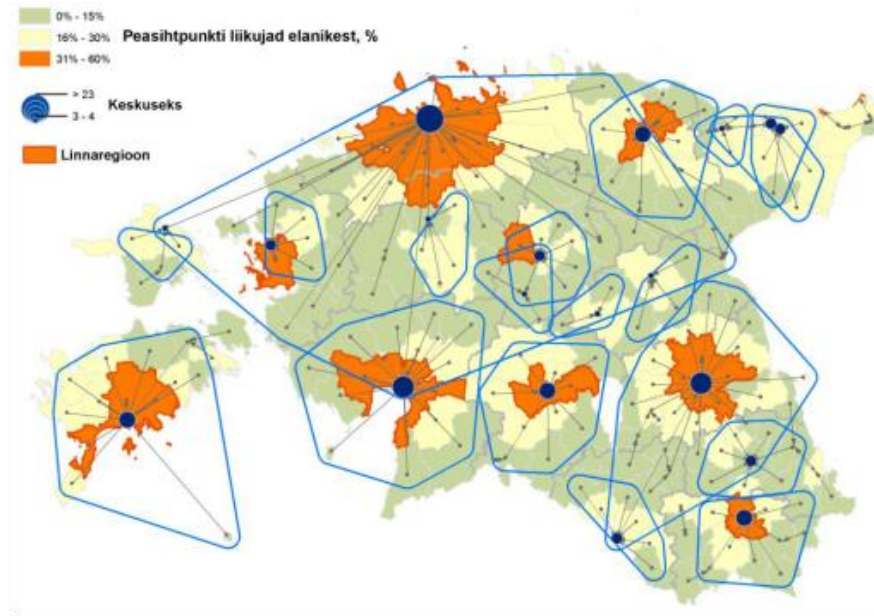 0% - 15%
16% - 30%
Peasihtpunkti liikujad elanikest, %
31% - 60%
> 23
Keskuseks
3 - 4
Linnaregioon